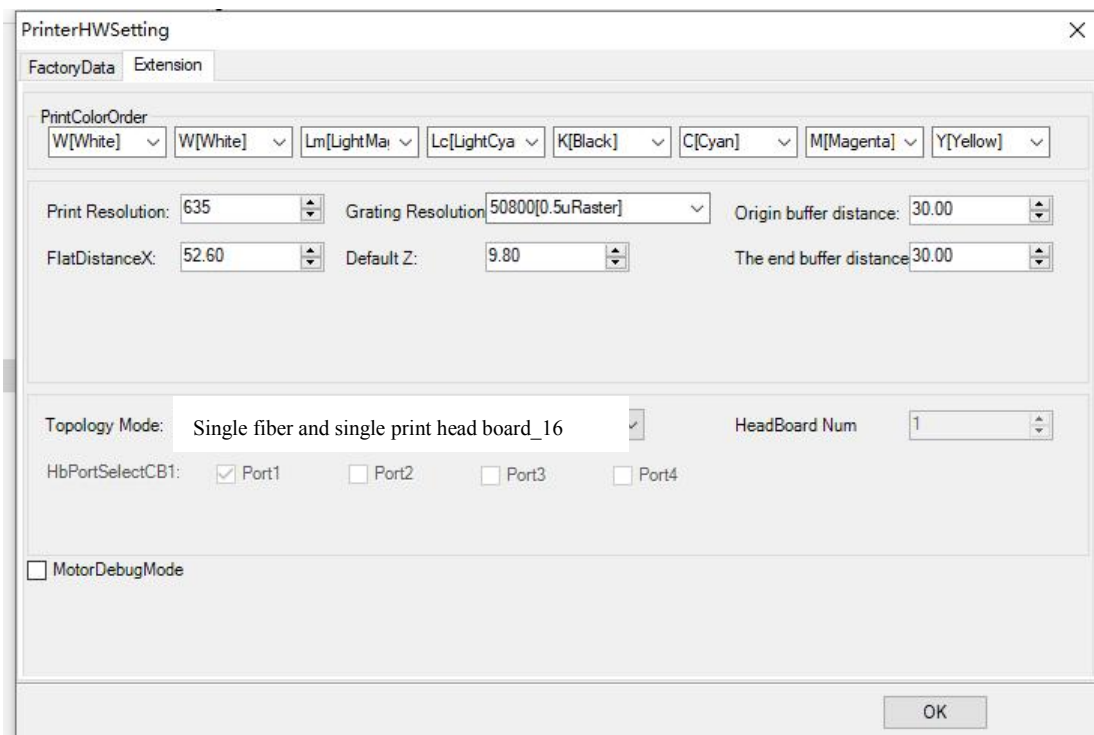 PrinterHWSetting
FactoryData Extension
PrintColorOrder
W[White] W[White] Lm[LightMa Lc[LightCya K[Black] C[Cyan] M[Magenta] Y[Yellow]
Print Resolution: 635 Grating Resolution 50800[0.5uRaster] Origin buffer distance: 30.00
FlatDistanceX: 52.60 Default Z: 9.80 The end buffer distance 30.00
Topology Mode: Single fiber and single print head board_16 HeadBoard Num 1
HbPortSelectCB1: Port1 Port2 Port3 Port4
MotorDebugMode
OK